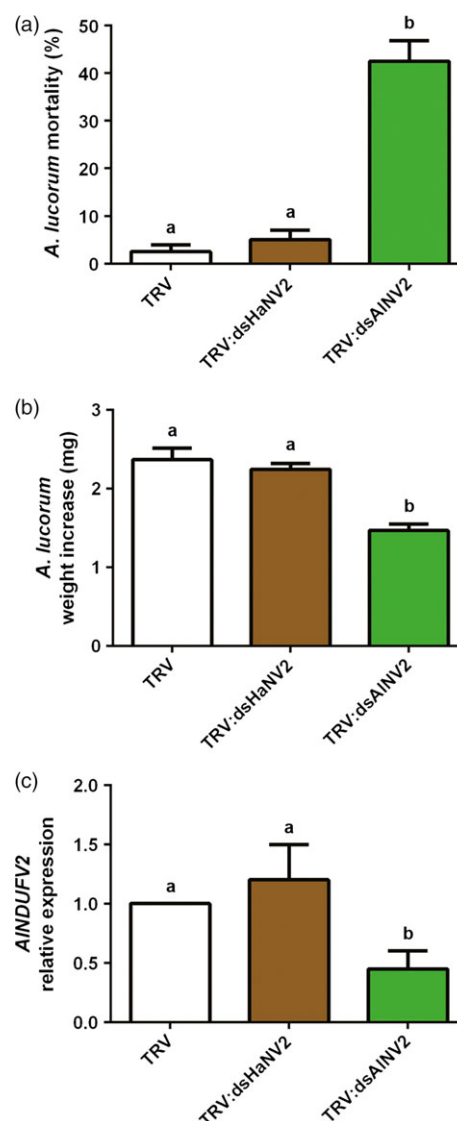 (a)
A. lucorum mortality (%)
50
40
30
20
10
0
a
a
b
TRV
TRV:dsHaNV2
TRV:dsAlNV2
(b)
A. lucorum
weight increase (mg)
3
2
1
0
a
a
b
TRV
TRV:dsHaNV2
TRV:dsAlNV2
(c)
AlNDUFV2
relative expression
2.0
1.5
1.0
0.5
0.0
a
a
b
TRV
TRV:dsHaNV2
TRV:dsAlNV2